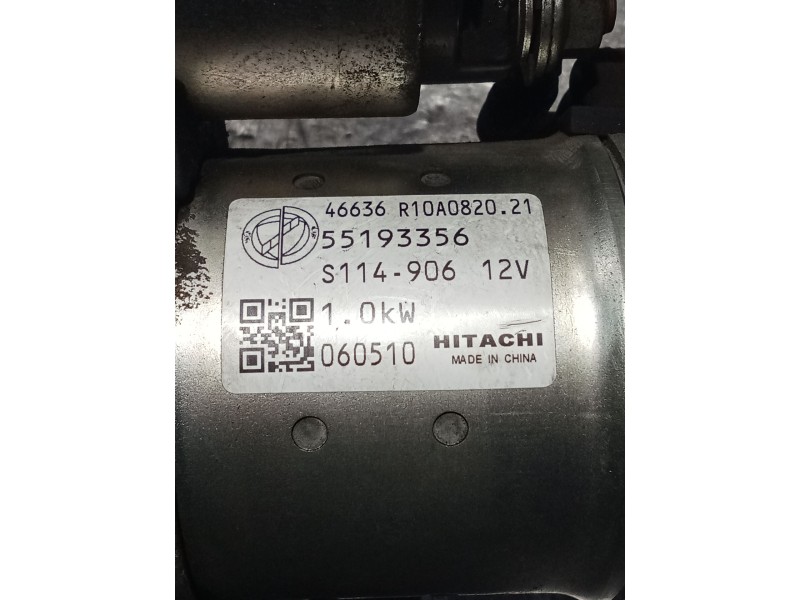 46636 R10A0820.21
55193356
S114-906 12V
1.0kW
060510 HITACHI
MADE IN CHINA